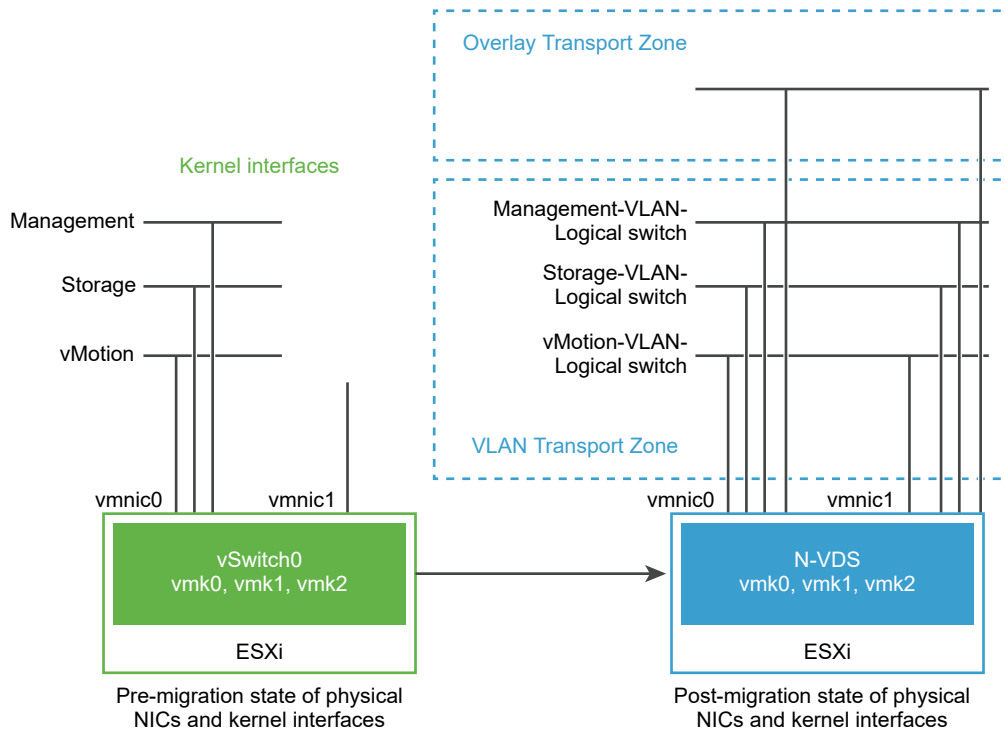 Overlay Transport Zone
Kernel interfaces
Management
Storage
vMotion
Management-VLAN-
Logical switch
Storage-VLAN-
Logical switch
vMotion-VLAN-
Logical switch
VLAN Transport Zone
vmnic0
vmnic1
vSwitch0
vmk0, vmk1, vmk2
ESXi
Pre-migration state of physical
NICs and kernel interfaces
vmnic0
vmnic1
N-VDS
vmk0, vmk1, vmk2
ESXi
Post-migration state of physical
NICs and kernel interfaces